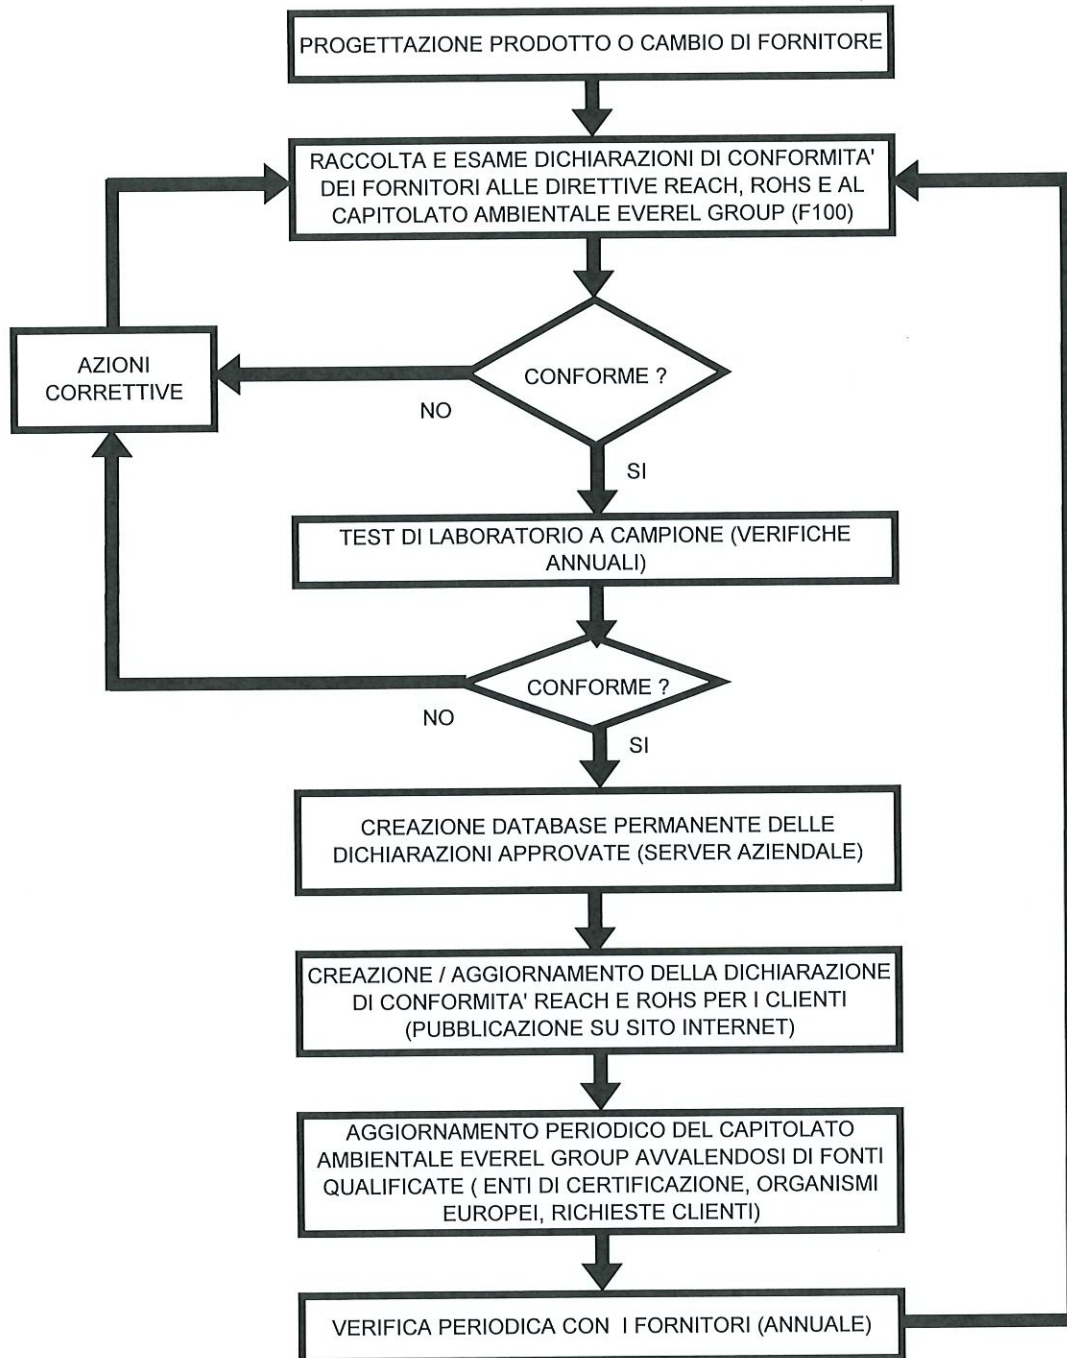 PROGETTAZIONE PRODOTTO O CAMBIO DI FORNITORE
RACCOLTA E ESAME DICHIARAZIONI DI CONFORMITA'
DEI FORNITORI ALLE DIRETTIVE REACH, ROHS E AL
CAPITOLATO AMBIENTALE EVEREL GROUP (F100)
AZIONI
CORRETTIVE
CONFORME ?
NO
SI
TEST DI LABORATORIO A CAMPIONE (VERIFICHE
ANNUALI)
CONFORME ?
NO
SI
CREAZIONE DATABASE PERMANENTE DELLE
DICHIARAZIONI APPROVATE (SERVER AZIENDALE)
CREAZIONE / AGGIORNAMENTO DELLA DICHIARAZIONE
DI CONFORMITA' REACH E ROHS PER I CLIENTI
(PUBBLICAZIONE SU SITO INTERNET)
AGGIORNAMENTO PERIODICO DEL CAPITOLATO
AMBIENTALE EVEREL GROUP AVVALENDOSI DI FONTI
QUALIFICATE ( ENTI DI CERTIFICAZIONE, ORGANISMI
EUROPEI, RICHIESTE CLIENTI)
VERIFICA PERIODICA CON I FORNITORI (ANNUALE)